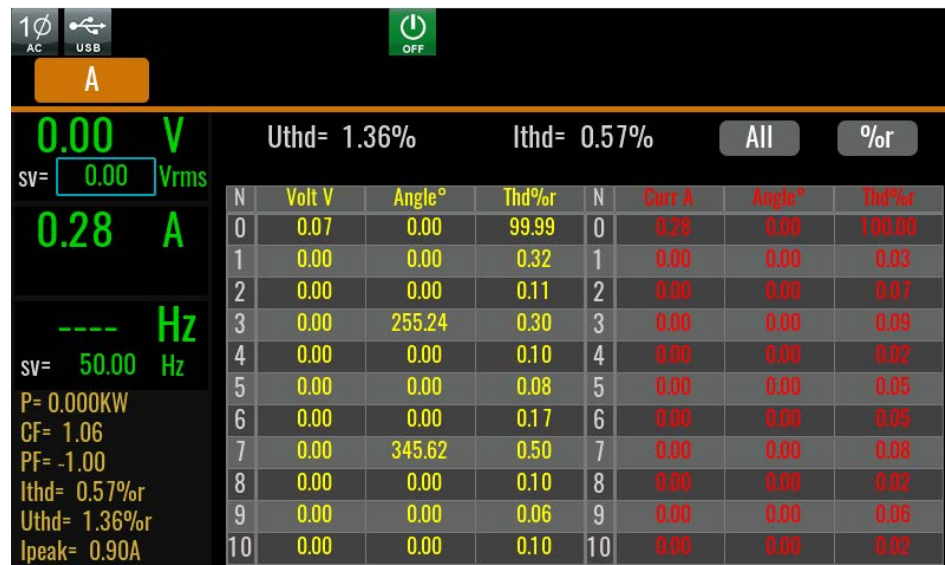 1Ø
AC
USB
OFF
A
0.00 V
sv= 0.00 Vrms
0.28 A
---- Hz
sv= 50.00 Hz
P= 0.000KW
CF= 1.06
PF= -1.00
Ithd= 0.57%r
Uthd= 1.36%r
Ipeak= 0.90A
Uthd= 1.36% Ithd= 0.57% All %r
N Volt V Angle° Thd%r N Curr A Angle° Thd%r
0 0.07 0.00 99.99 0 0.28 0.00 100.00
1 0.00 0.00 0.32 1 0.00 0.00 0.03
2 0.00 0.00 0.11 2 0.00 0.00 0.07
3 0.00 255.24 0.30 3 0.00 0.00 0.09
4 0.00 0.00 0.10 4 0.00 0.00 0.02
5 0.00 0.00 0.08 5 0.00 0.00 0.05
6 0.00 0.00 0.17 6 0.00 0.00 0.05
7 0.00 345.62 0.50 7 0.00 0.00 0.08
8 0.00 0.00 0.10 8 0.00 0.00 0.02
9 0.00 0.00 0.06 9 0.00 0.00 0.06
10 0.00 0.00 0.10 10 0.00 0.00 0.02